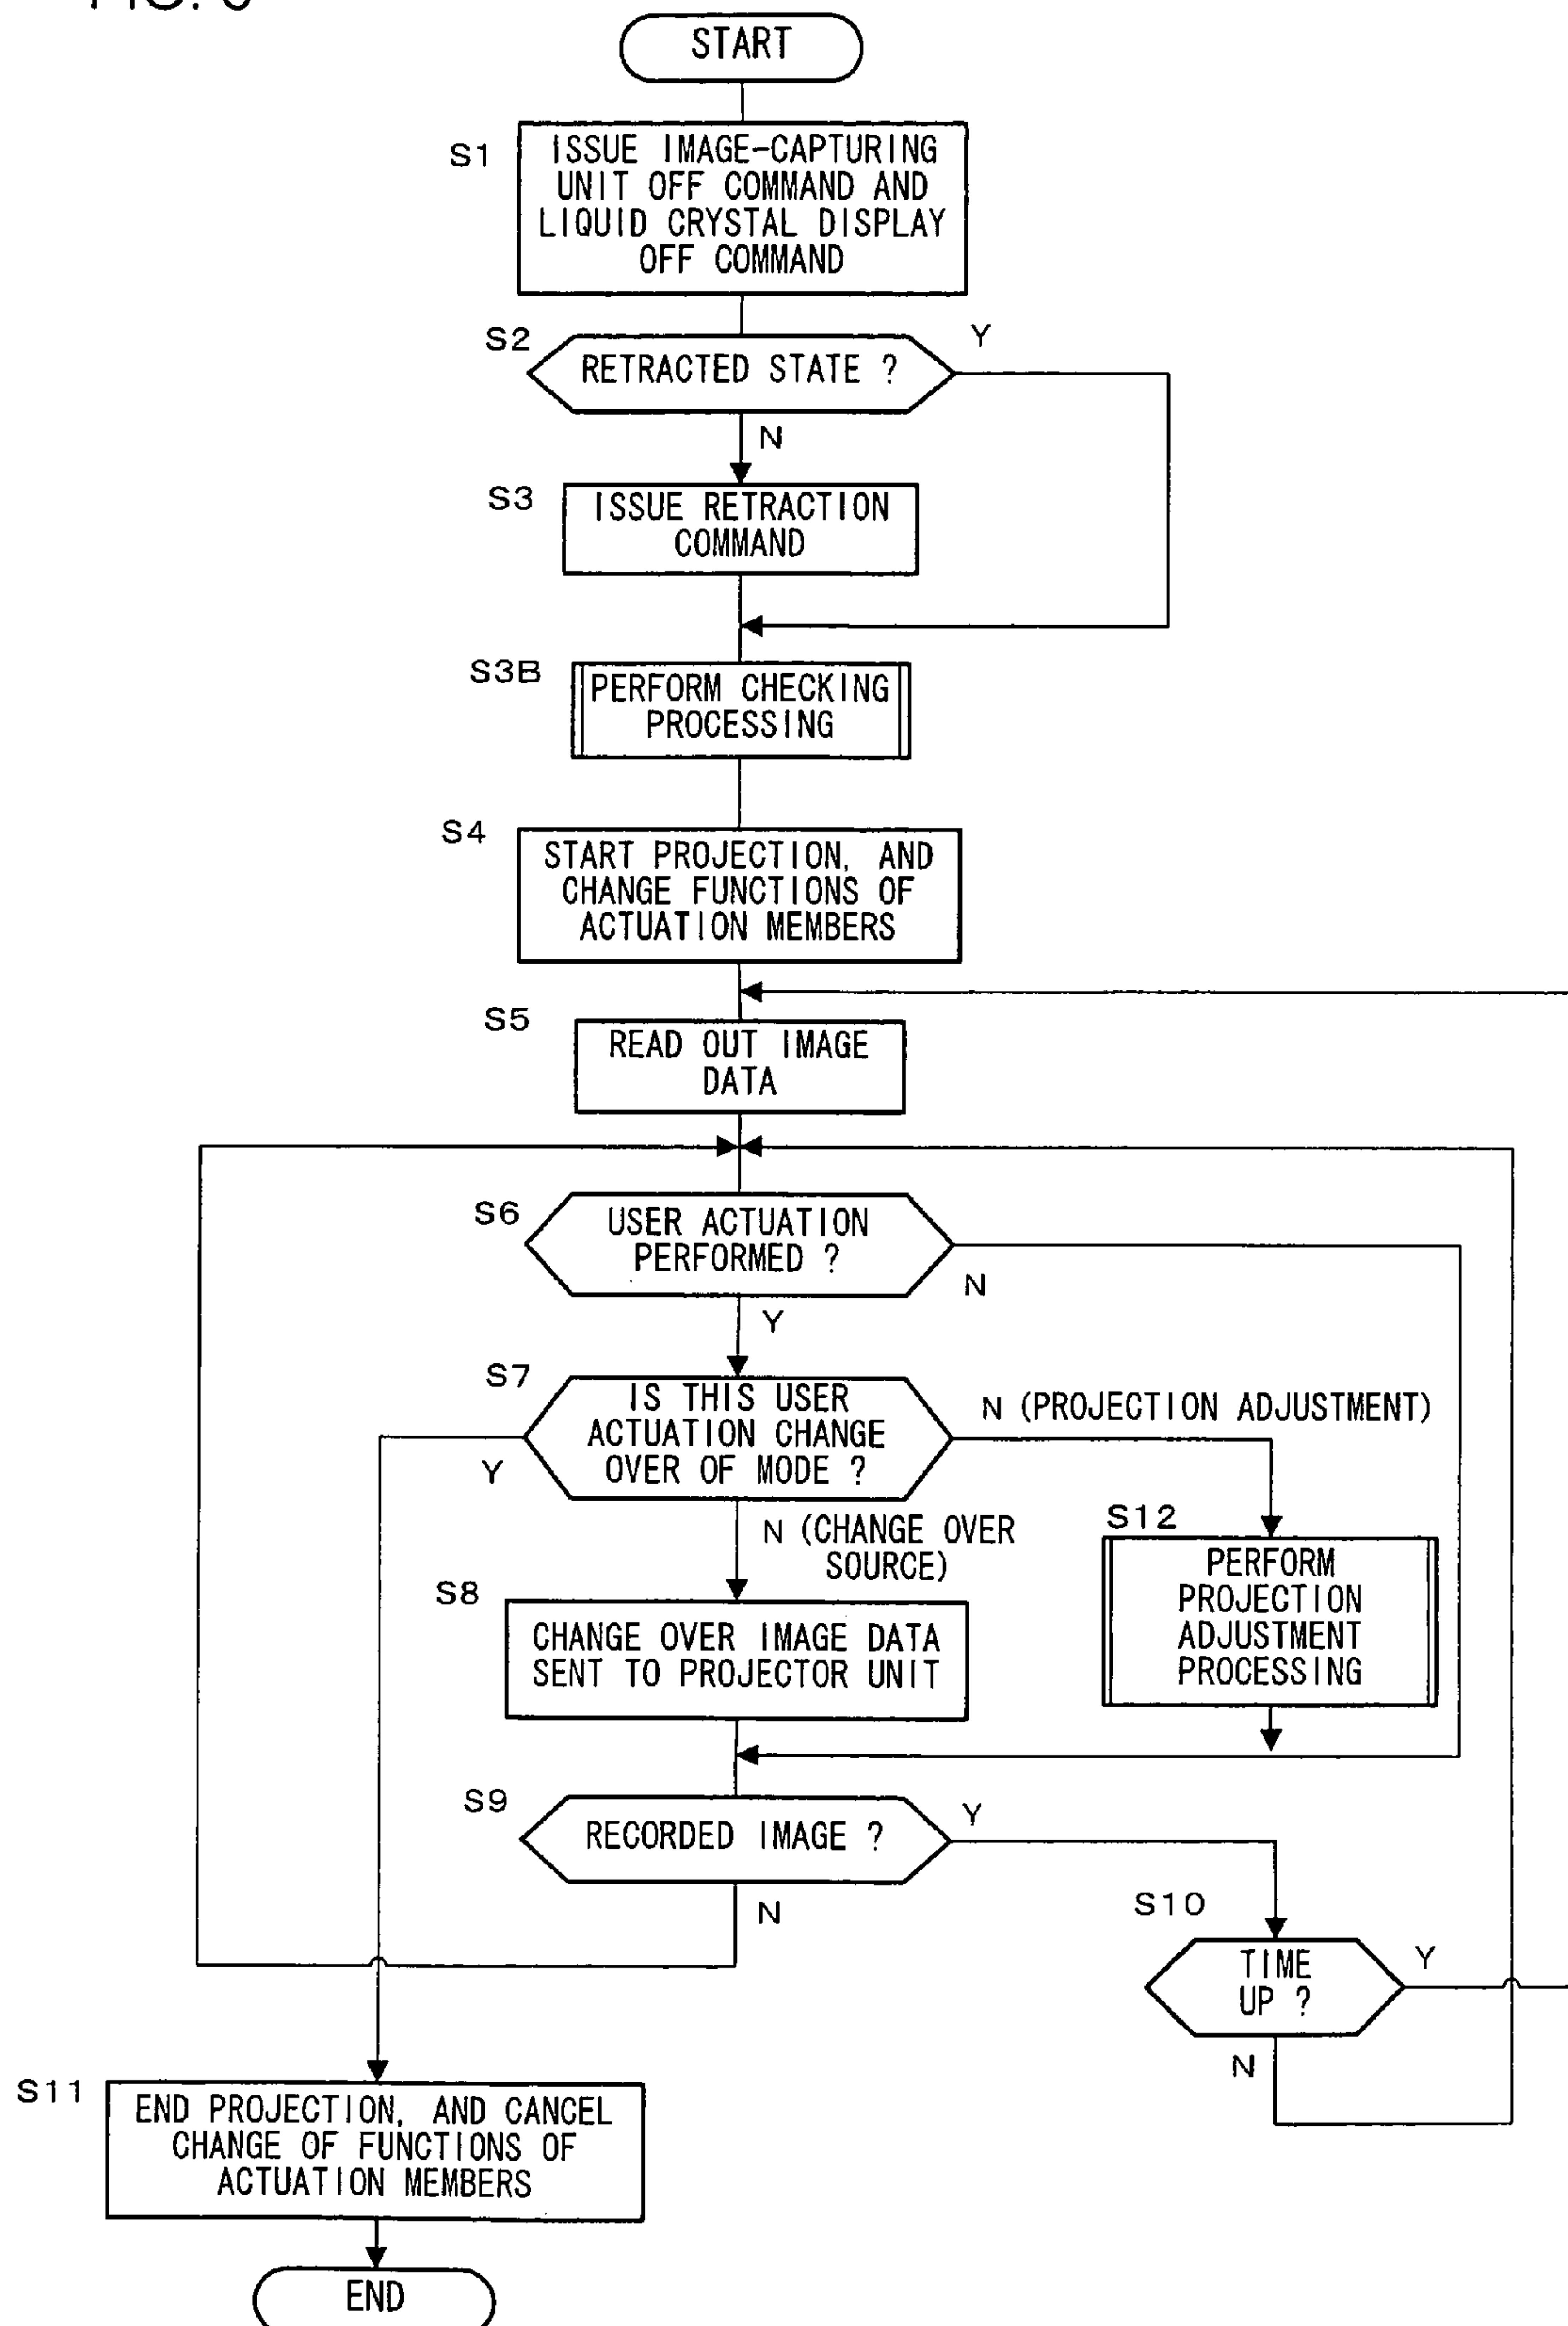 START
S1
ISSUE IMAGE-CAPTURING
UNIT OFF COMMAND AND
LIQUID CRYSTAL DISPLAY
OFF COMMAND
S2
RETRACTED STATE ?
Y
N
S3
ISSUE RETRACTION
COMMAND
S3B
PERFORM CHECKING
PROCESSING
S4
START PROJECTION, AND
CHANGE FUNCTIONS OF
ACTUATION MEMBERS
S5
READ OUT IMAGE
DATA
S6
USER ACTUATION
PERFORMED ?
N
Y
S7
IS THIS USER
ACTUATION CHANGE
OVER OF MODE ?
N (PROJECTION ADJUSTMENT)
Y
N (CHANGE OVER
SOURCE)
S12
PERFORM
PROJECTION
ADJUSTMENT
PROCESSING
S8
CHANGE OVER IMAGE DATA
SENT TO PROJECTOR UNIT
S9
RECORDED IMAGE ?
Y
N
S10
TIME
UP ?
Y
N
S11
END PROJECTION, AND CANCEL
CHANGE OF FUNCTIONS OF
ACTUATION MEMBERS
END